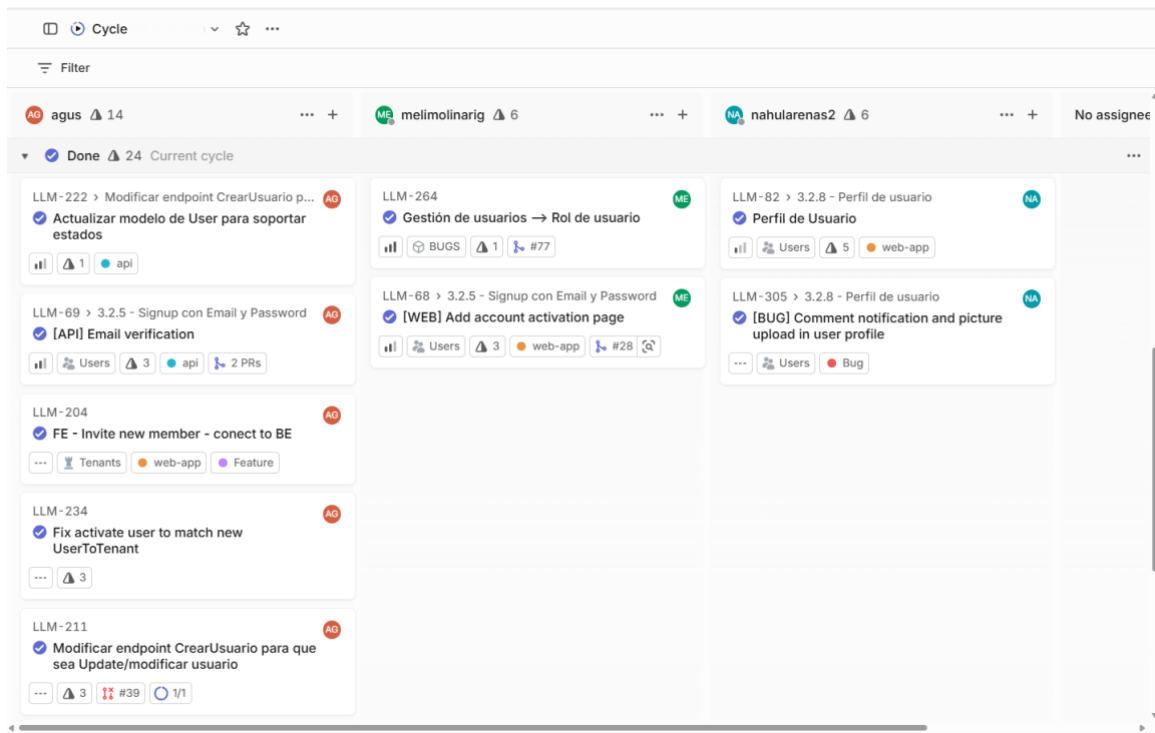 Cycle
Filter
AG agus 14
ME melimolinarig 6
NA nahularenas2 6
No assignee
Done 24 Current cycle
LLM-222 › Modificar endpoint CrearUsuario p... AG
Actualizar modelo de User para soportar
estados
1 api
LLM-69 › 3.2.5 - Signup con Email y Password AG
[API] Email verification
Users 3 api 2 PRs
LLM-204 AG
FE - Invite new member - conect to BE
... Tenants web-app Feature
LLM-234 AG
Fix activate user to match new
UserToTenant
... 3
LLM-211 AG
Modificar endpoint CrearUsuario para que
sea Update/modificar usuario
... 3 #39 1/1
LLM-264 ME
Gestión de usuarios → Rol de usuario
BUGS 1 #77
LLM-68 › 3.2.5 - Signup con Email y Password ME
[WEB] Add account activation page
Users 3 web-app #28
LLM-82 › 3.2.8 - Perfil de usuario NA
Perfil de Usuario
Users 5 web-app
LLM-305 › 3.2.8 - Perfil de usuario NA
[BUG] Comment notification and picture
upload in user profile
... Users Bug